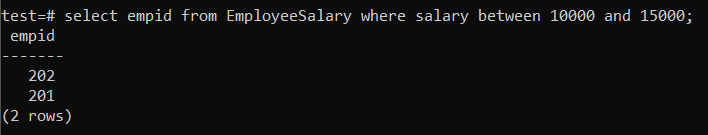 test=# select empid from EmployeeSalary where salary between 10000 and 15000;
 empid
-------
   202
   201
(2 rows)